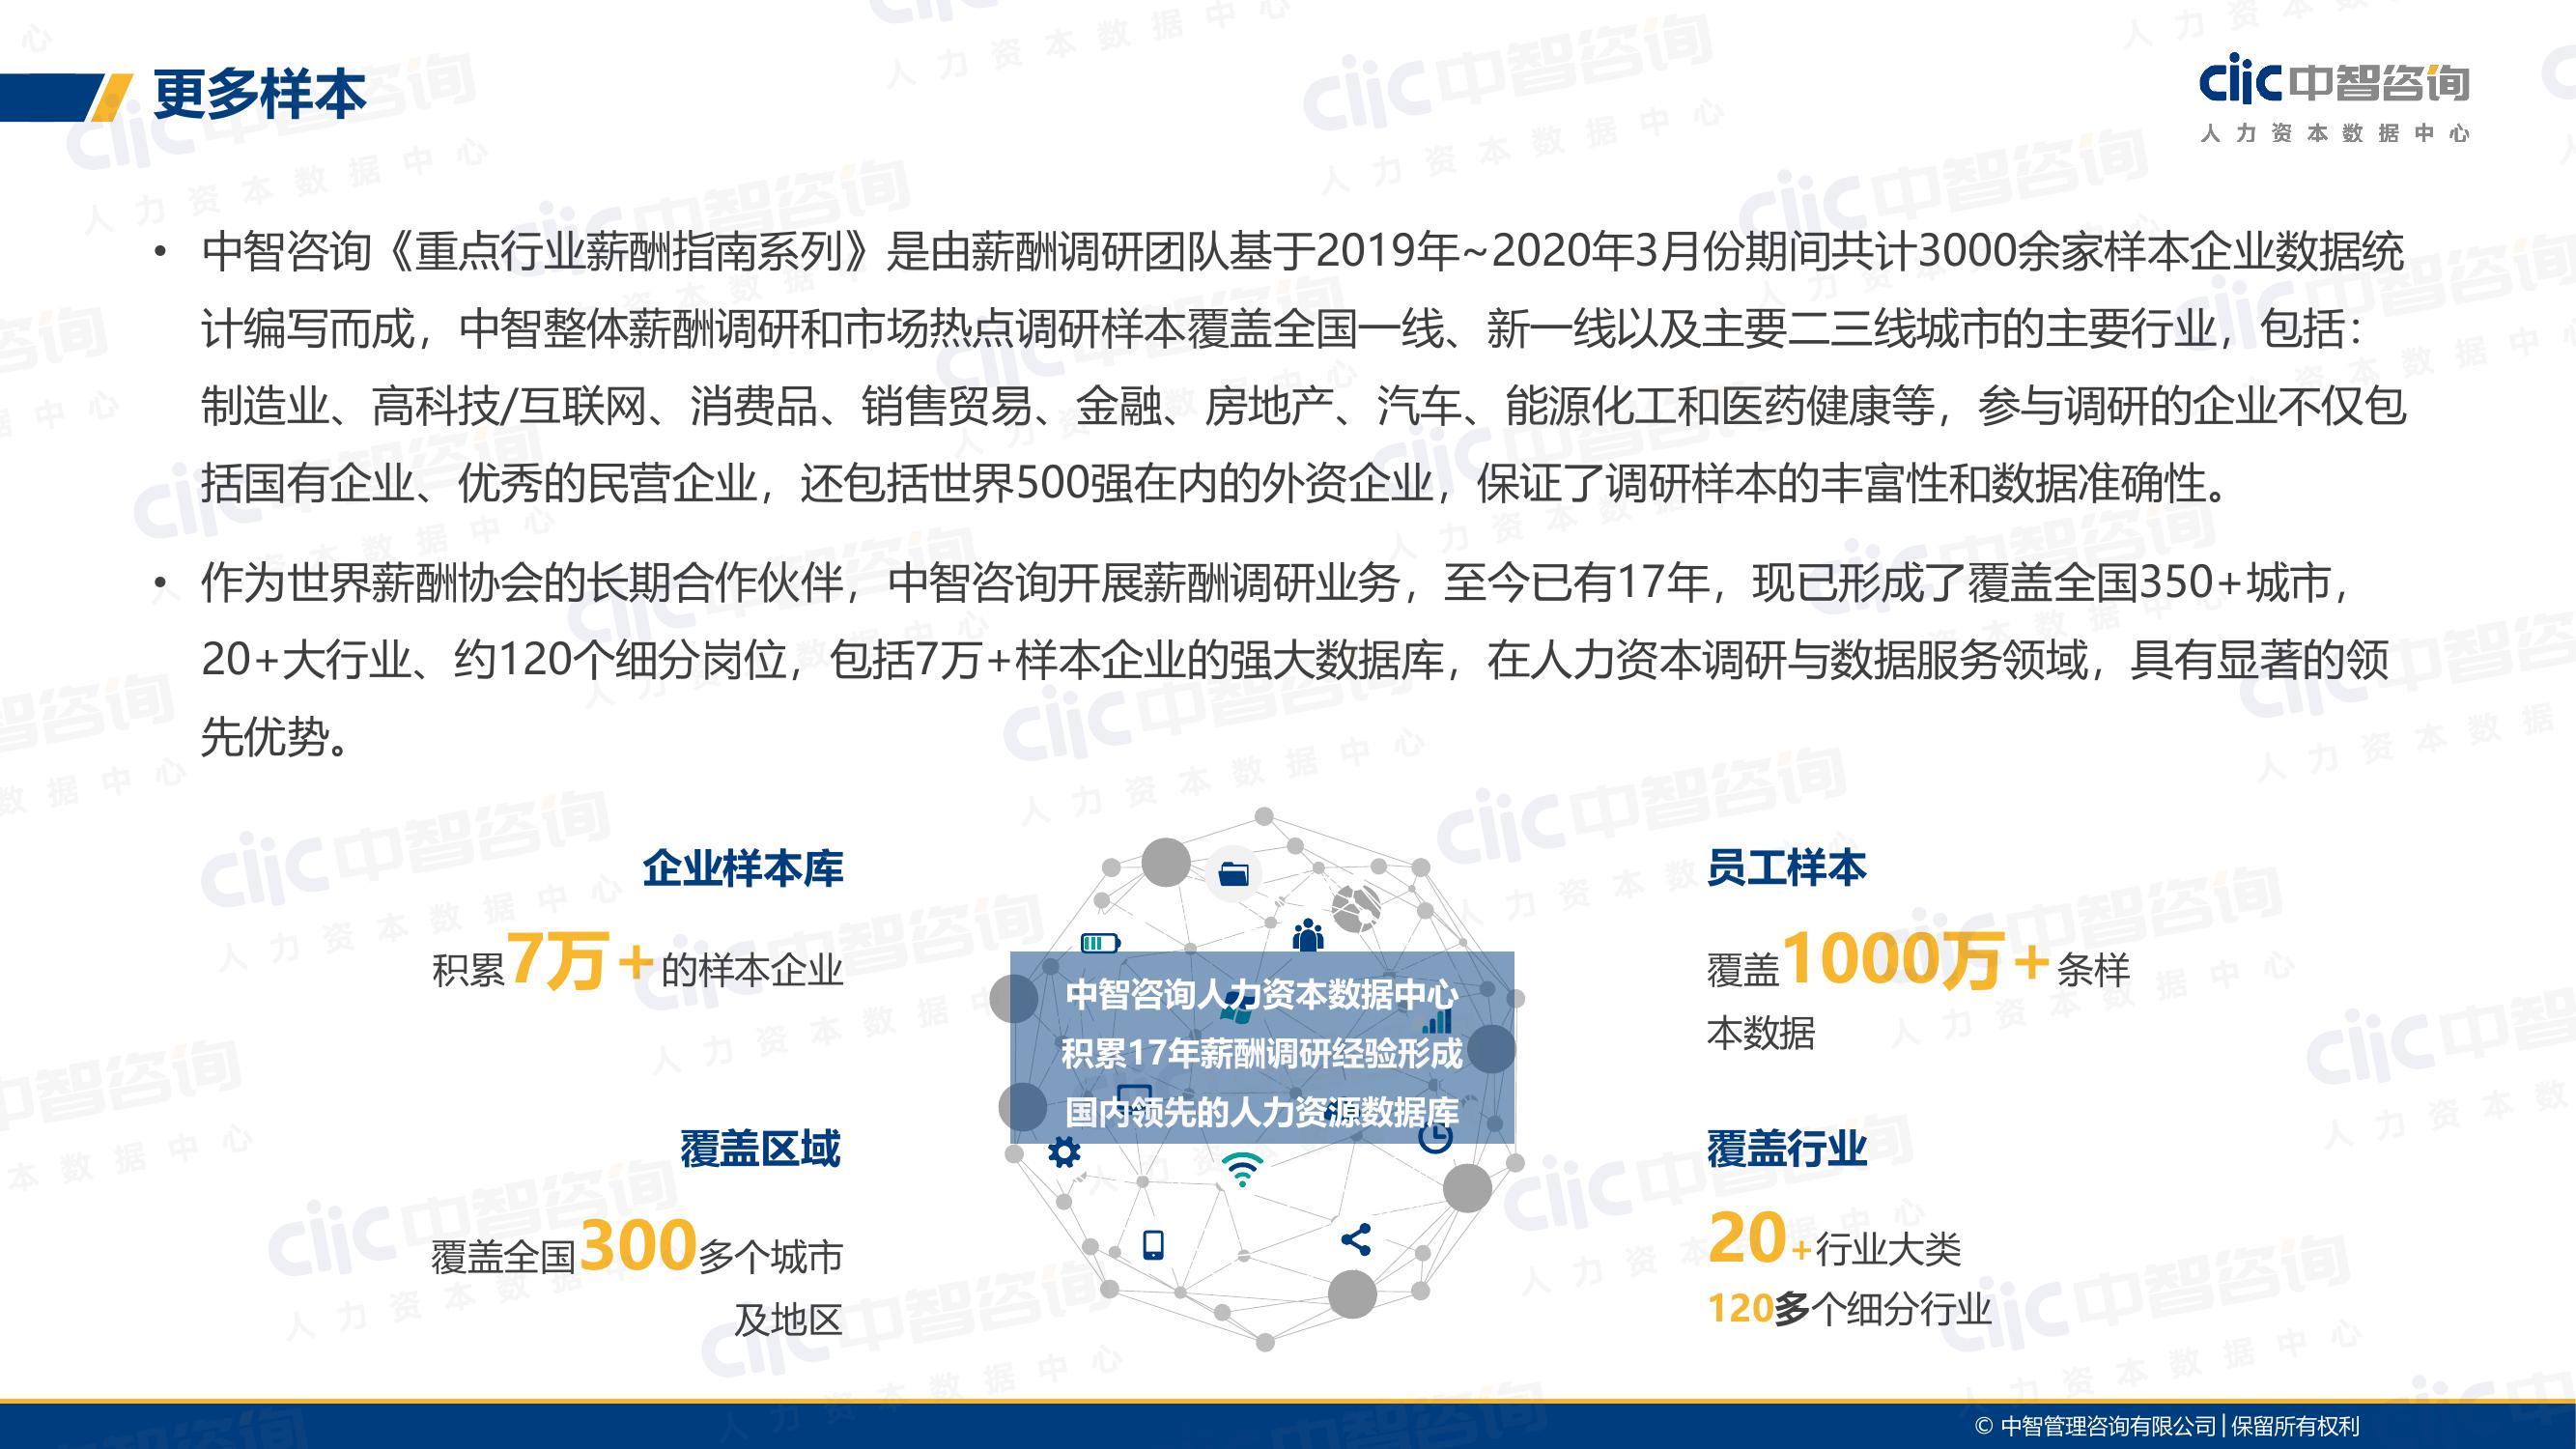 更多样本
CIIC中智咨询
人力资本数据中心
• 中智咨询《重点行业薪酬指南系列》是由薪酬调研团队基于2019年~2020年3月份期间共计3000余家样本企业数据统
计编写而成，中智整体薪酬调研和市场热点调研样本覆盖全国一线、新一线以及主要二三线城市的主要行业，包括：
制造业、高科技/互联网、消费品、销售贸易、金融、房地产、汽车、能源化工和医药健康等，参与调研的企业不仅包
括国有企业、优秀的民营企业，还包括世界500强在内的外资企业，保证了调研样本的丰富性和数据准确性。
• 作为世界薪酬协会的长期合作伙伴，中智咨询开展薪酬调研业务，至今已有17年，现已形成了覆盖全国350+城市，
20+大行业、约120个细分岗位，包括7万+样本企业的强大数据库，在人力资本调研与数据服务领域，具有显著的领
先优势。
企业样本库
积累7万+的样本企业
覆盖区域
覆盖全国300多个城市
及地区
中智咨询人力资本数据中心
积累17年薪酬调研经验形成
国内领先的人力资源数据库
员工样本
覆盖1000万+条样
本数据
覆盖行业
20+行业大类
120多个细分行业
© 中智管理咨询有限公司|保留所有权利